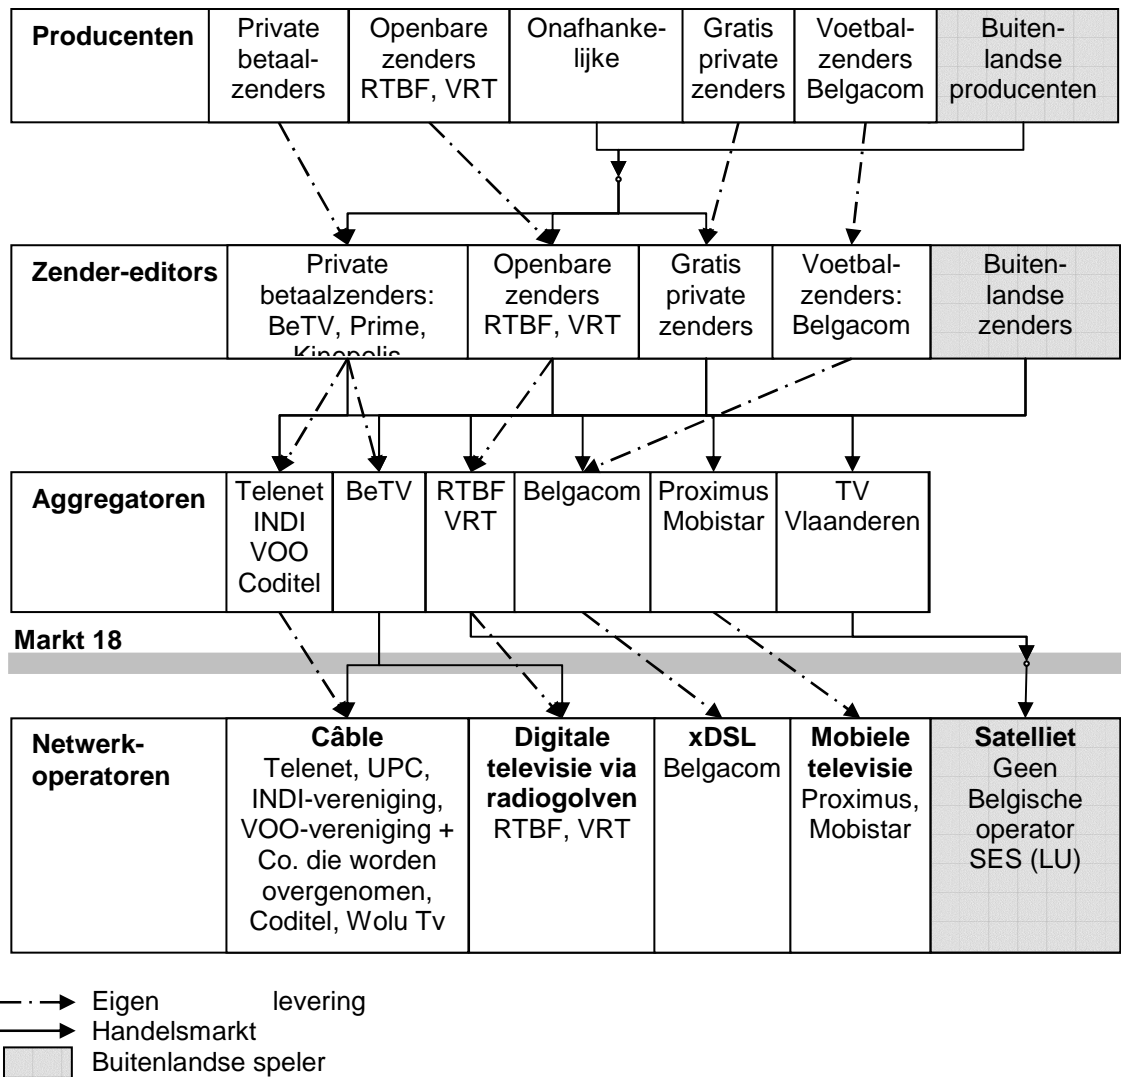 Producenten
Private
betaal-
zenders
Openbare
zenders
RTBF, VRT
Onafhanke-
lijke
Gratis
private
zenders
Voetbal-
zenders
Belgacom
Buiten-
landse
producenten
Zender-editors
Private
betaalzenders:
BeTV, Prime,
Kinepolis
Openbare
zenders
RTBF, VRT
Gratis
private
zenders
Voetbal-
zenders:
Belgacom
Buiten-
landse
zenders
Aggregatoren
Telenet
INDI
VOO
Coditel
BeTV
RTBF
VRT
Belgacom
Proximus
Mobistar
TV
Vlaanderen
Markt 18
Netwerk-
operatoren
Câble
Telenet, UPC,
INDI-vereniging,
VOO-vereniging +
Co. die worden
overgenomen,
Coditel, Wolu Tv
Digitale
televisie via
radiogolven
RTBF, VRT
xDSL
Belgacom
Mobiele
televisie
Proximus,
Mobistar
Satelliet
Geen
Belgische
operator
SES (LU)
Eigen levering
Handelsmarkt
Buitenlandse speler